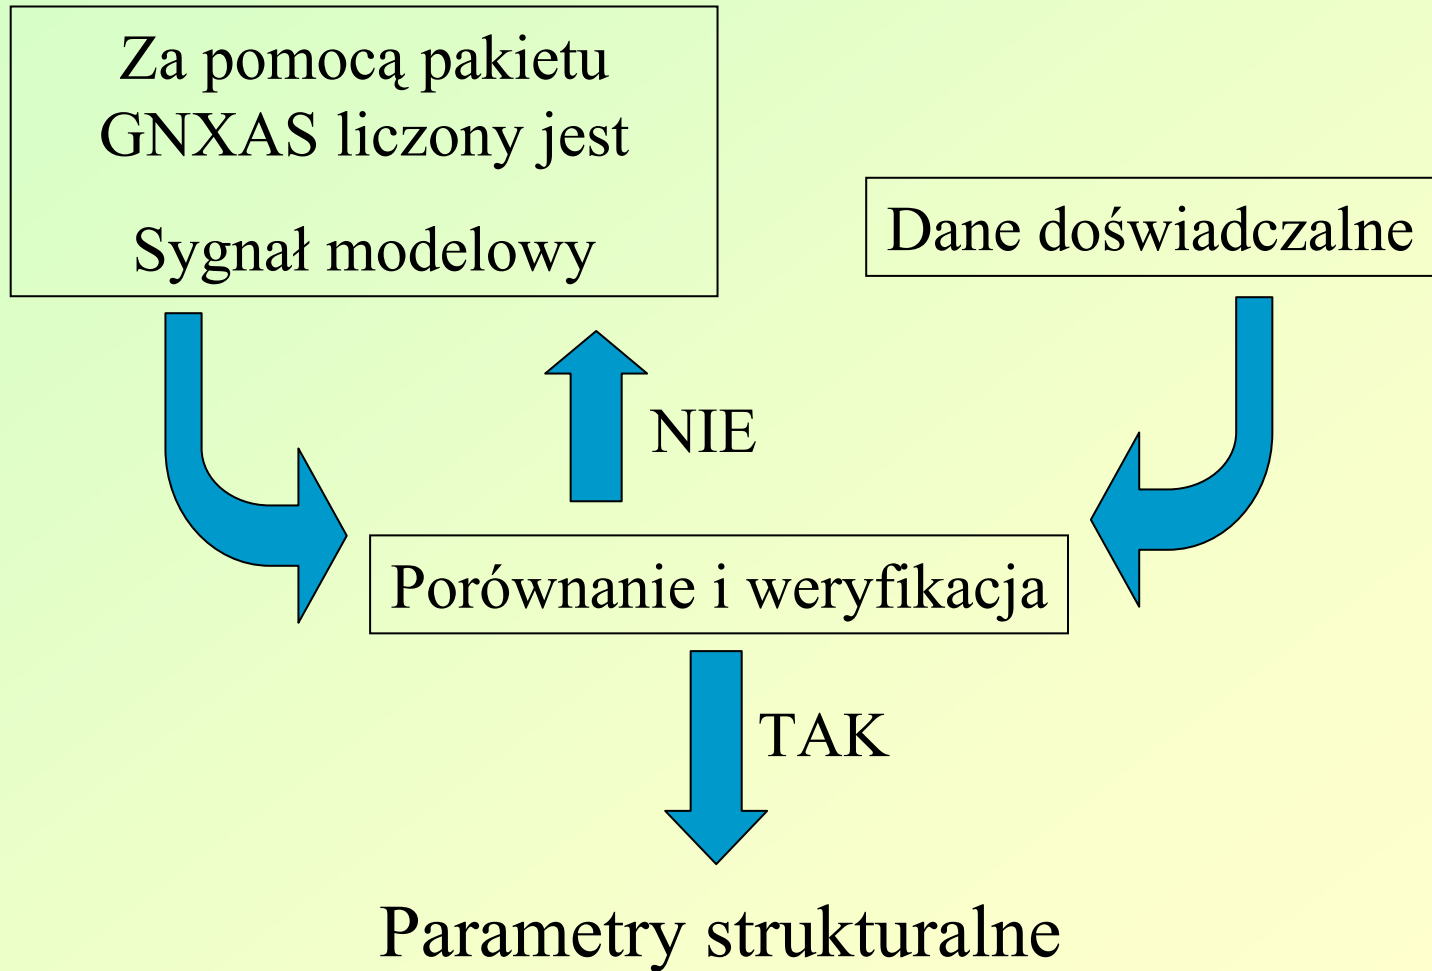 Za pomocą pakietu
GNXAS liczony jest
Sygnał modelowy
Dane doświadczalne
NIE
Porównanie i weryfikacja
TAK
Parametry strukturalne